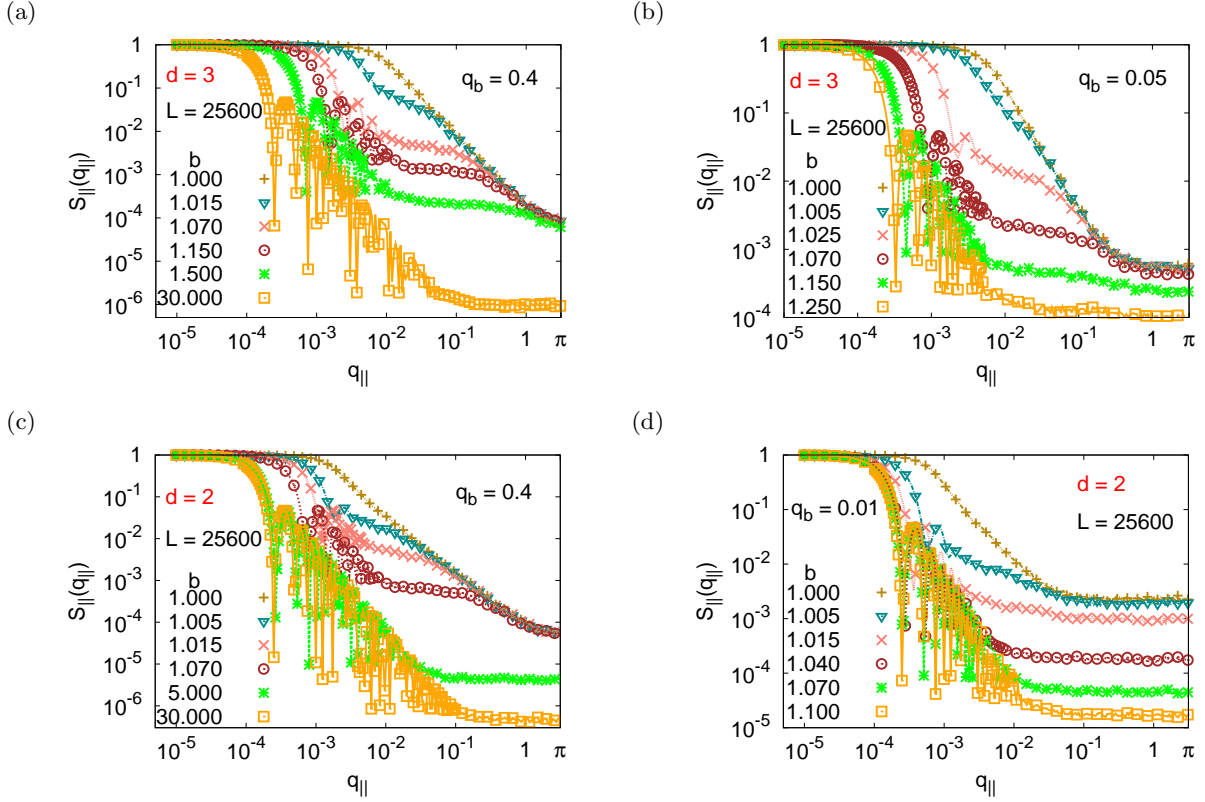 (a)
1
10^-1
10^-2
10^-3
10^-4
10^-5
10^-6
S_||(q_||)
d = 3
q_b = 0.4
L = 25600
b
1.000
1.015
1.070
1.150
1.500
30.000
10^-5 10^-4 10^-3 10^-2 10^-1 1 π
q_||
(b)
1
10^-1
10^-2
10^-3
10^-4
S_||(q_||)
d = 3
q_b = 0.05
L = 25600
b
1.000
1.005
1.025
1.070
1.150
1.250
10^-5 10^-4 10^-3 10^-2 10^-1 1 π
q_||
(c)
1
10^-1
10^-2
10^-3
10^-4
10^-5
10^-6
S_||(q_||)
d = 2
q_b = 0.4
L = 25600
b
1.000
1.005
1.015
1.070
5.000
30.000
10^-5 10^-4 10^-3 10^-2 10^-1 1 π
q_||
(d)
1
10^-1
10^-2
10^-3
10^-4
10^-5
S_||(q_||)
d = 2
q_b = 0.01
L = 25600
b
1.000
1.005
1.015
1.040
1.070
1.100
10^-5 10^-4 10^-3 10^-2 10^-1 1 π
q_||